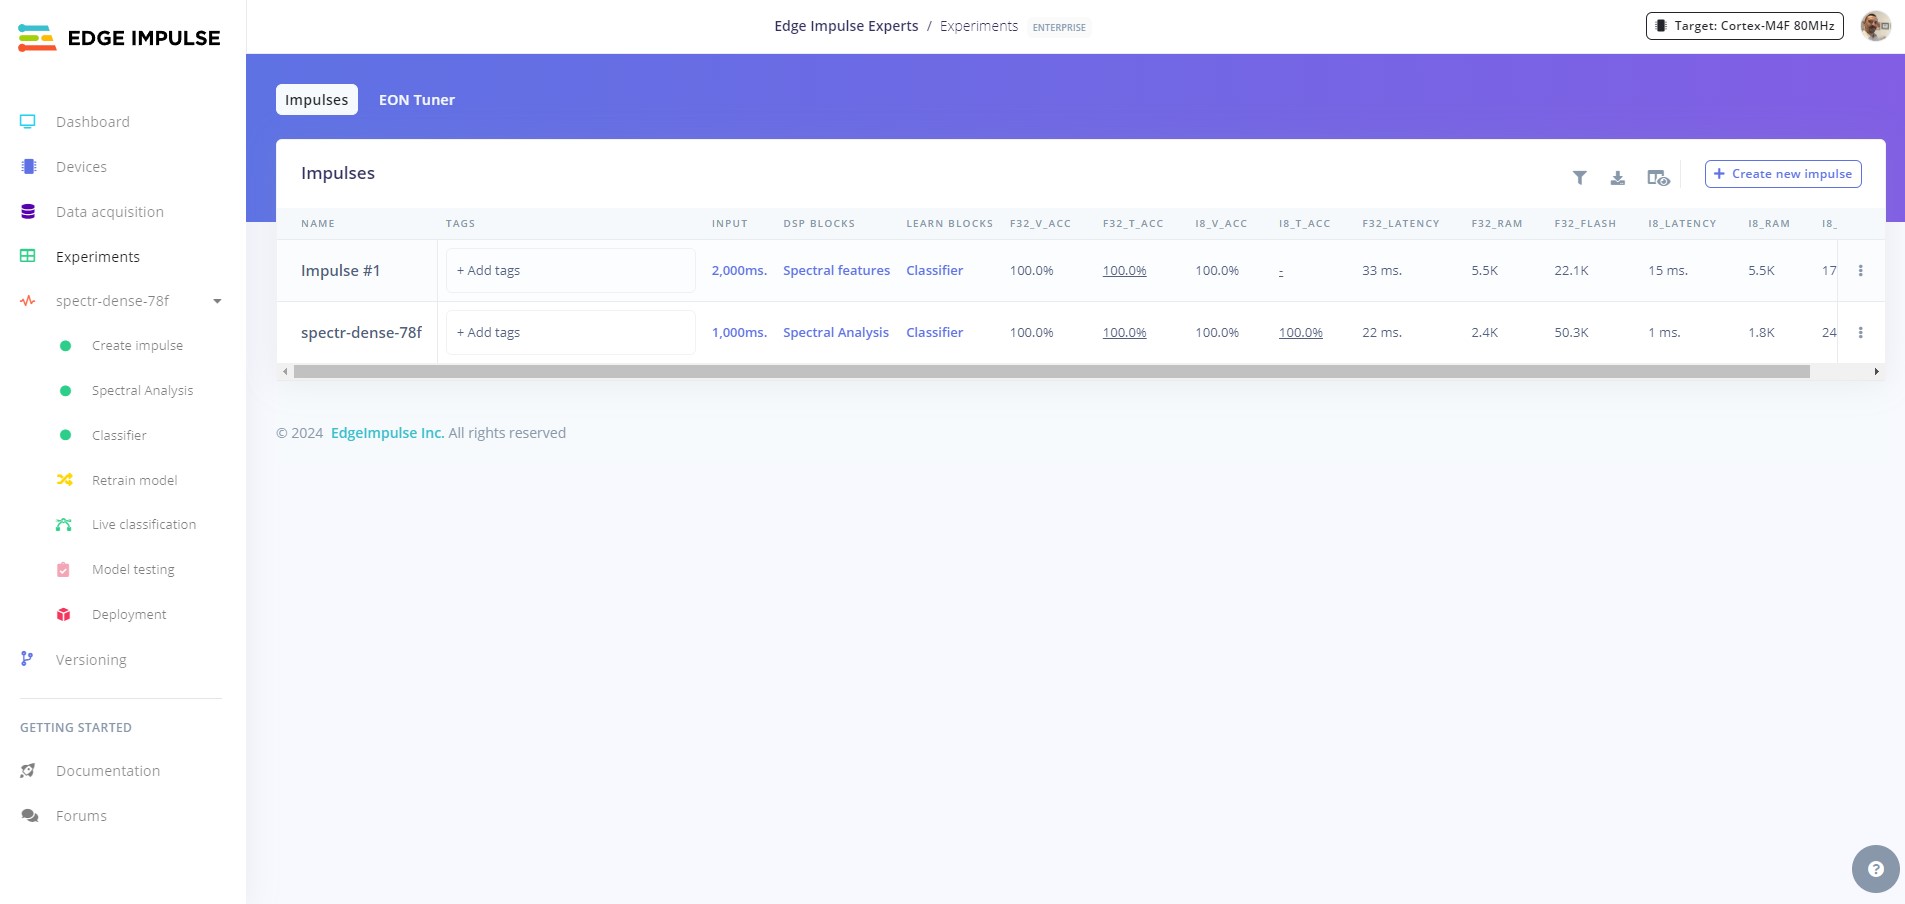 EDGE IMPULSE
Edge Impulse Experts / Experiments ENTERPRISE
Target: Cortex-M4F 80MHz
Dashboard
Devices
Data acquisition
Experiments
spectr-dense-78f
Create impulse
Spectral Analysis
Classifier
Retrain model
Live classification
Model testing
Deployment
Versioning
GETTING STARTED
Documentation
Forums
Impulses EON Tuner
Impulses
+ Create new impulse
NAME TAGS INPUT DSP BLOCKS LEARN BLOCKS F32_V_ACC F32_T_ACC I8_V_ACC I8_T_ACC F32_LATENCY F32_RAM F32_FLASH I8_LATENCY I8_RAM I8_
Impulse #1 + Add tags 2,000ms. Spectral features Classifier 100.0% 100.0% 100.0% - 33 ms. 5.5K 22.1K 15 ms. 5.5K 17
spectr-dense-78f + Add tags 1,000ms. Spectral Analysis Classifier 100.0% 100.0% 100.0% 100.0% 22 ms. 2.4K 50.3K 1 ms. 1.8K 24
© 2024 EdgeImpulse Inc. All rights reserved
?